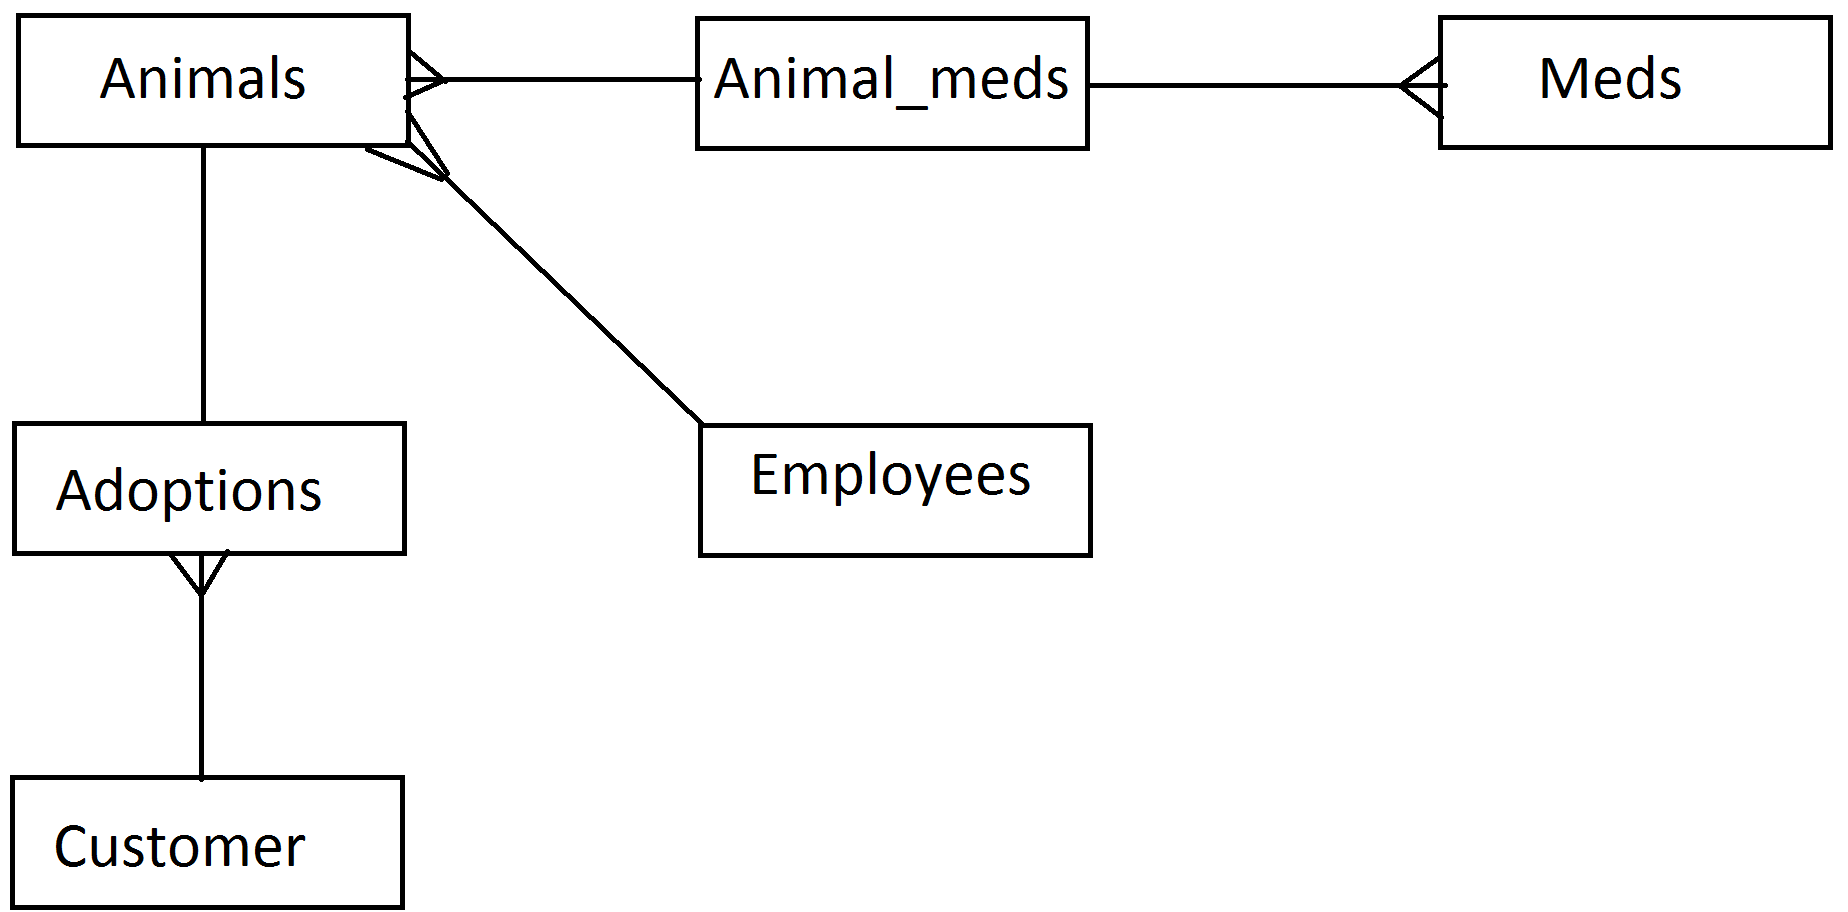 Animals
Animal_meds
Meds
Adoptions
Employees
Customer